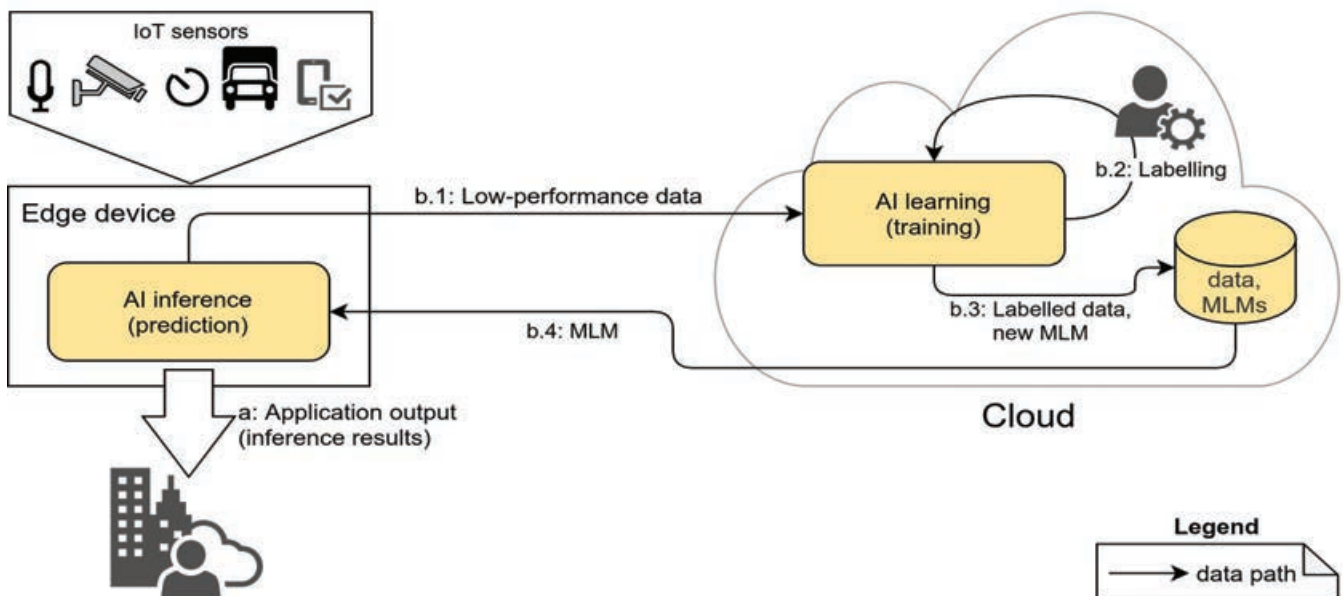 IoT sensors
Edge device
AI inference
(prediction)
a: Application output
(inference results)
b.1: Low-performance data
AI learning
(training)
b.2: Labelling
b.3: Labelled data,
new MLM
data,
MLMs
b.4: MLM
Cloud
Legend
data path